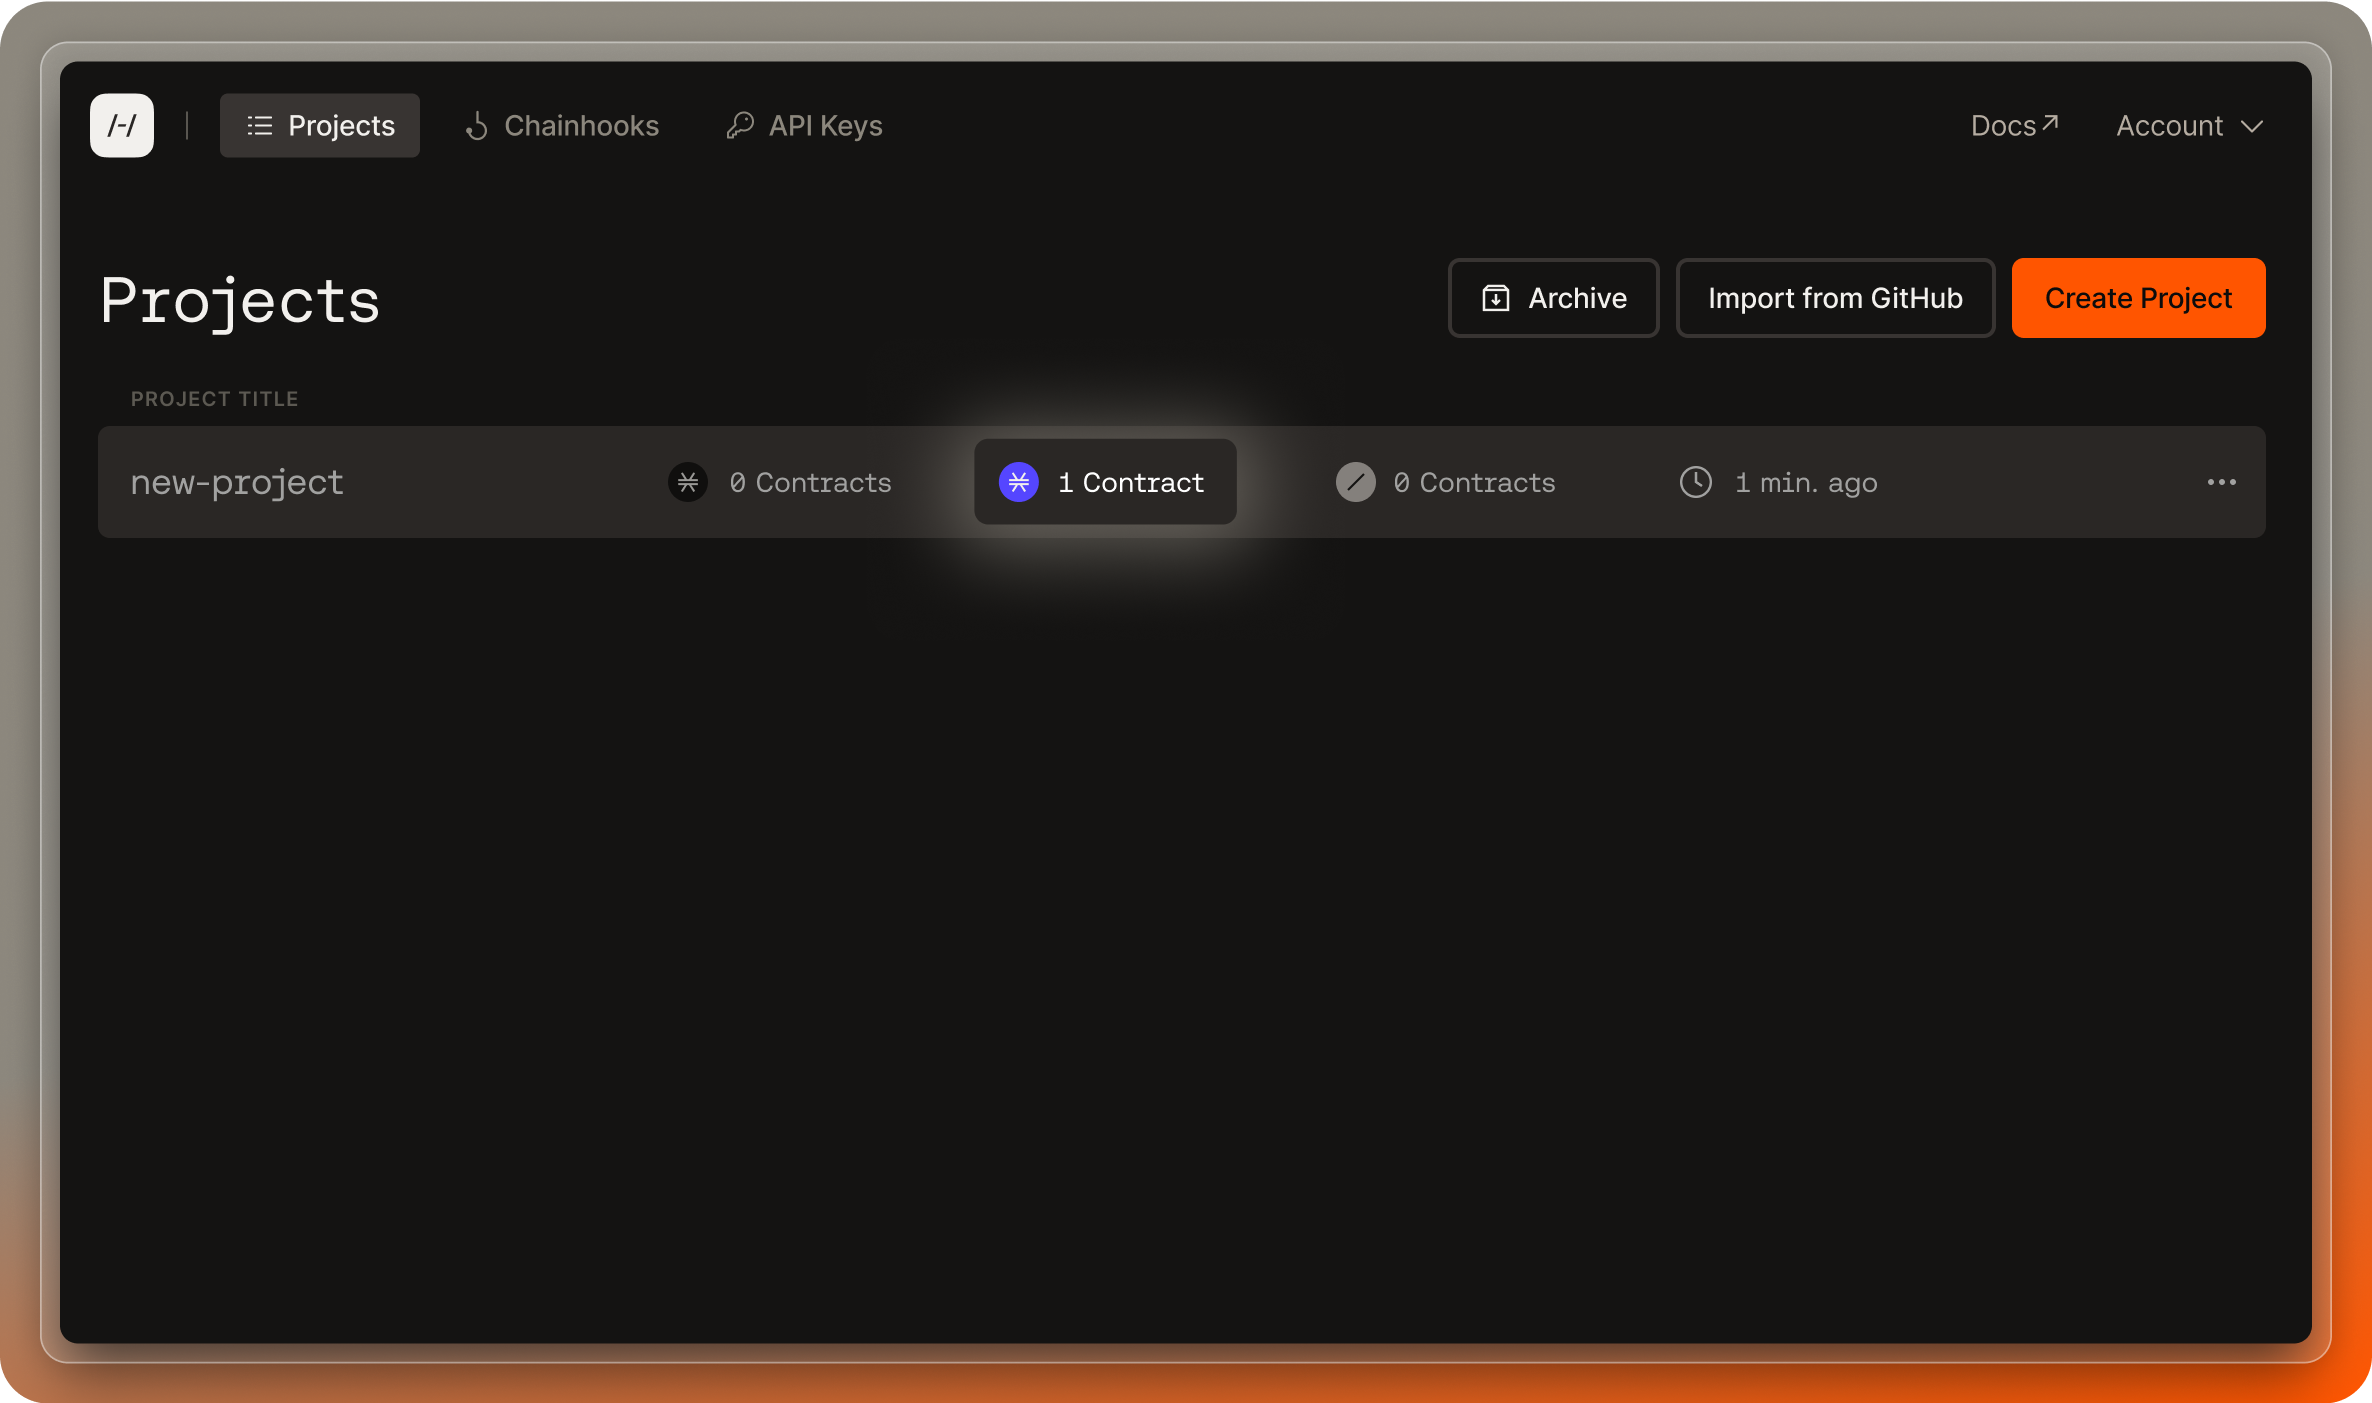 /-/ Projects Chainhooks API Keys Docs Account
Projects Archive Import from GitHub Create Project
PROJECT TITLE
new-project 0 Contracts 1 Contract 0 Contracts 1 min. ago